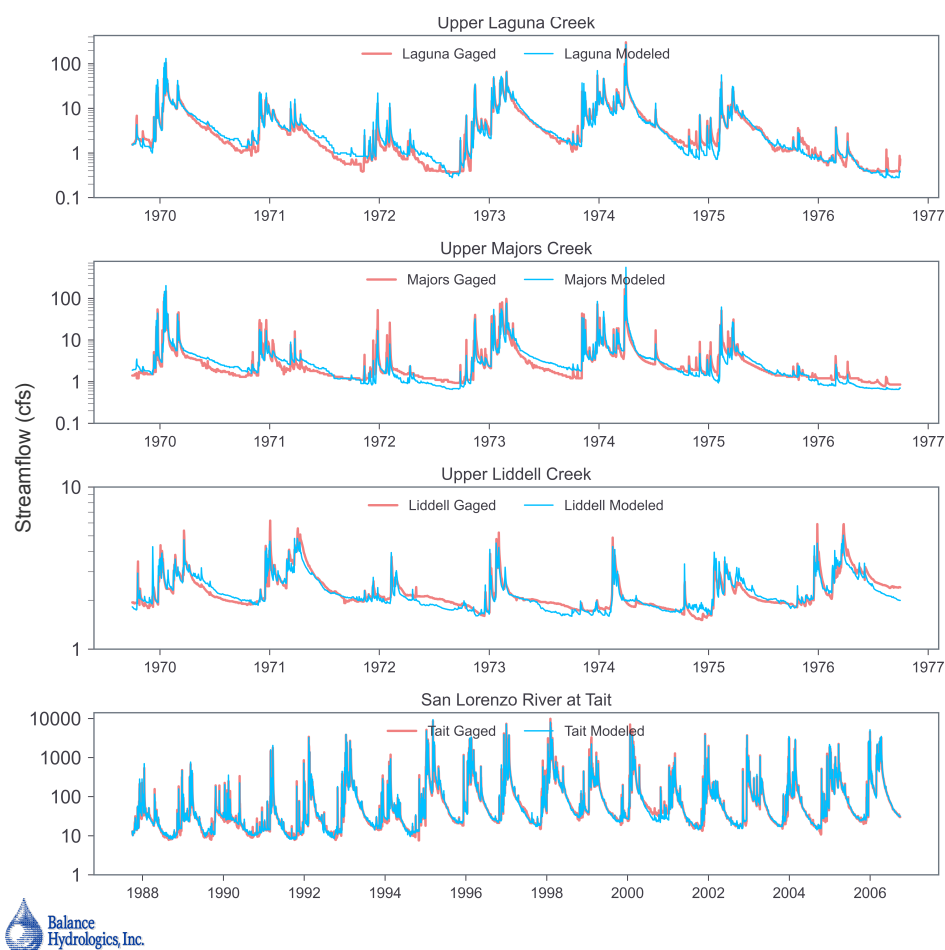 Upper Laguna Creek
Laguna Gaged Laguna Modeled
100
10
1
0.1
1970 1971 1972 1973 1974 1975 1976 1977
Upper Majors Creek
Majors Gaged Majors Modeled
100
10
1
0.1
1970 1971 1972 1973 1974 1975 1976 1977
Streamflow (cfs)
Upper Liddell Creek
Liddell Gaged Liddell Modeled
10
1
1970 1971 1972 1973 1974 1975 1976 1977
San Lorenzo River at Tait
Tait Gaged Tait Modeled
10000
1000
100
10
1
1988 1990 1992 1994 1996 1998 2000 2002 2004 2006
Balance
Hydrologics, Inc.